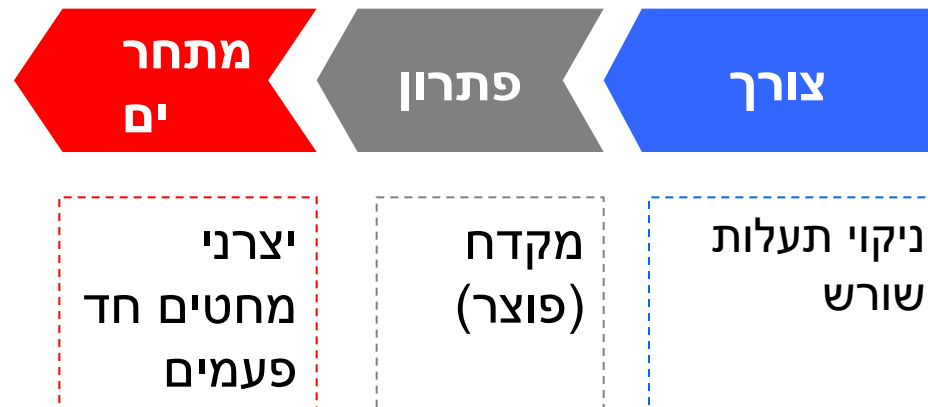 צורך
פתרון
מתחר
ים
ניקוי תעלות
שורש
מקדח
(פוצר)
יצרני
מחטים חד
פעמים